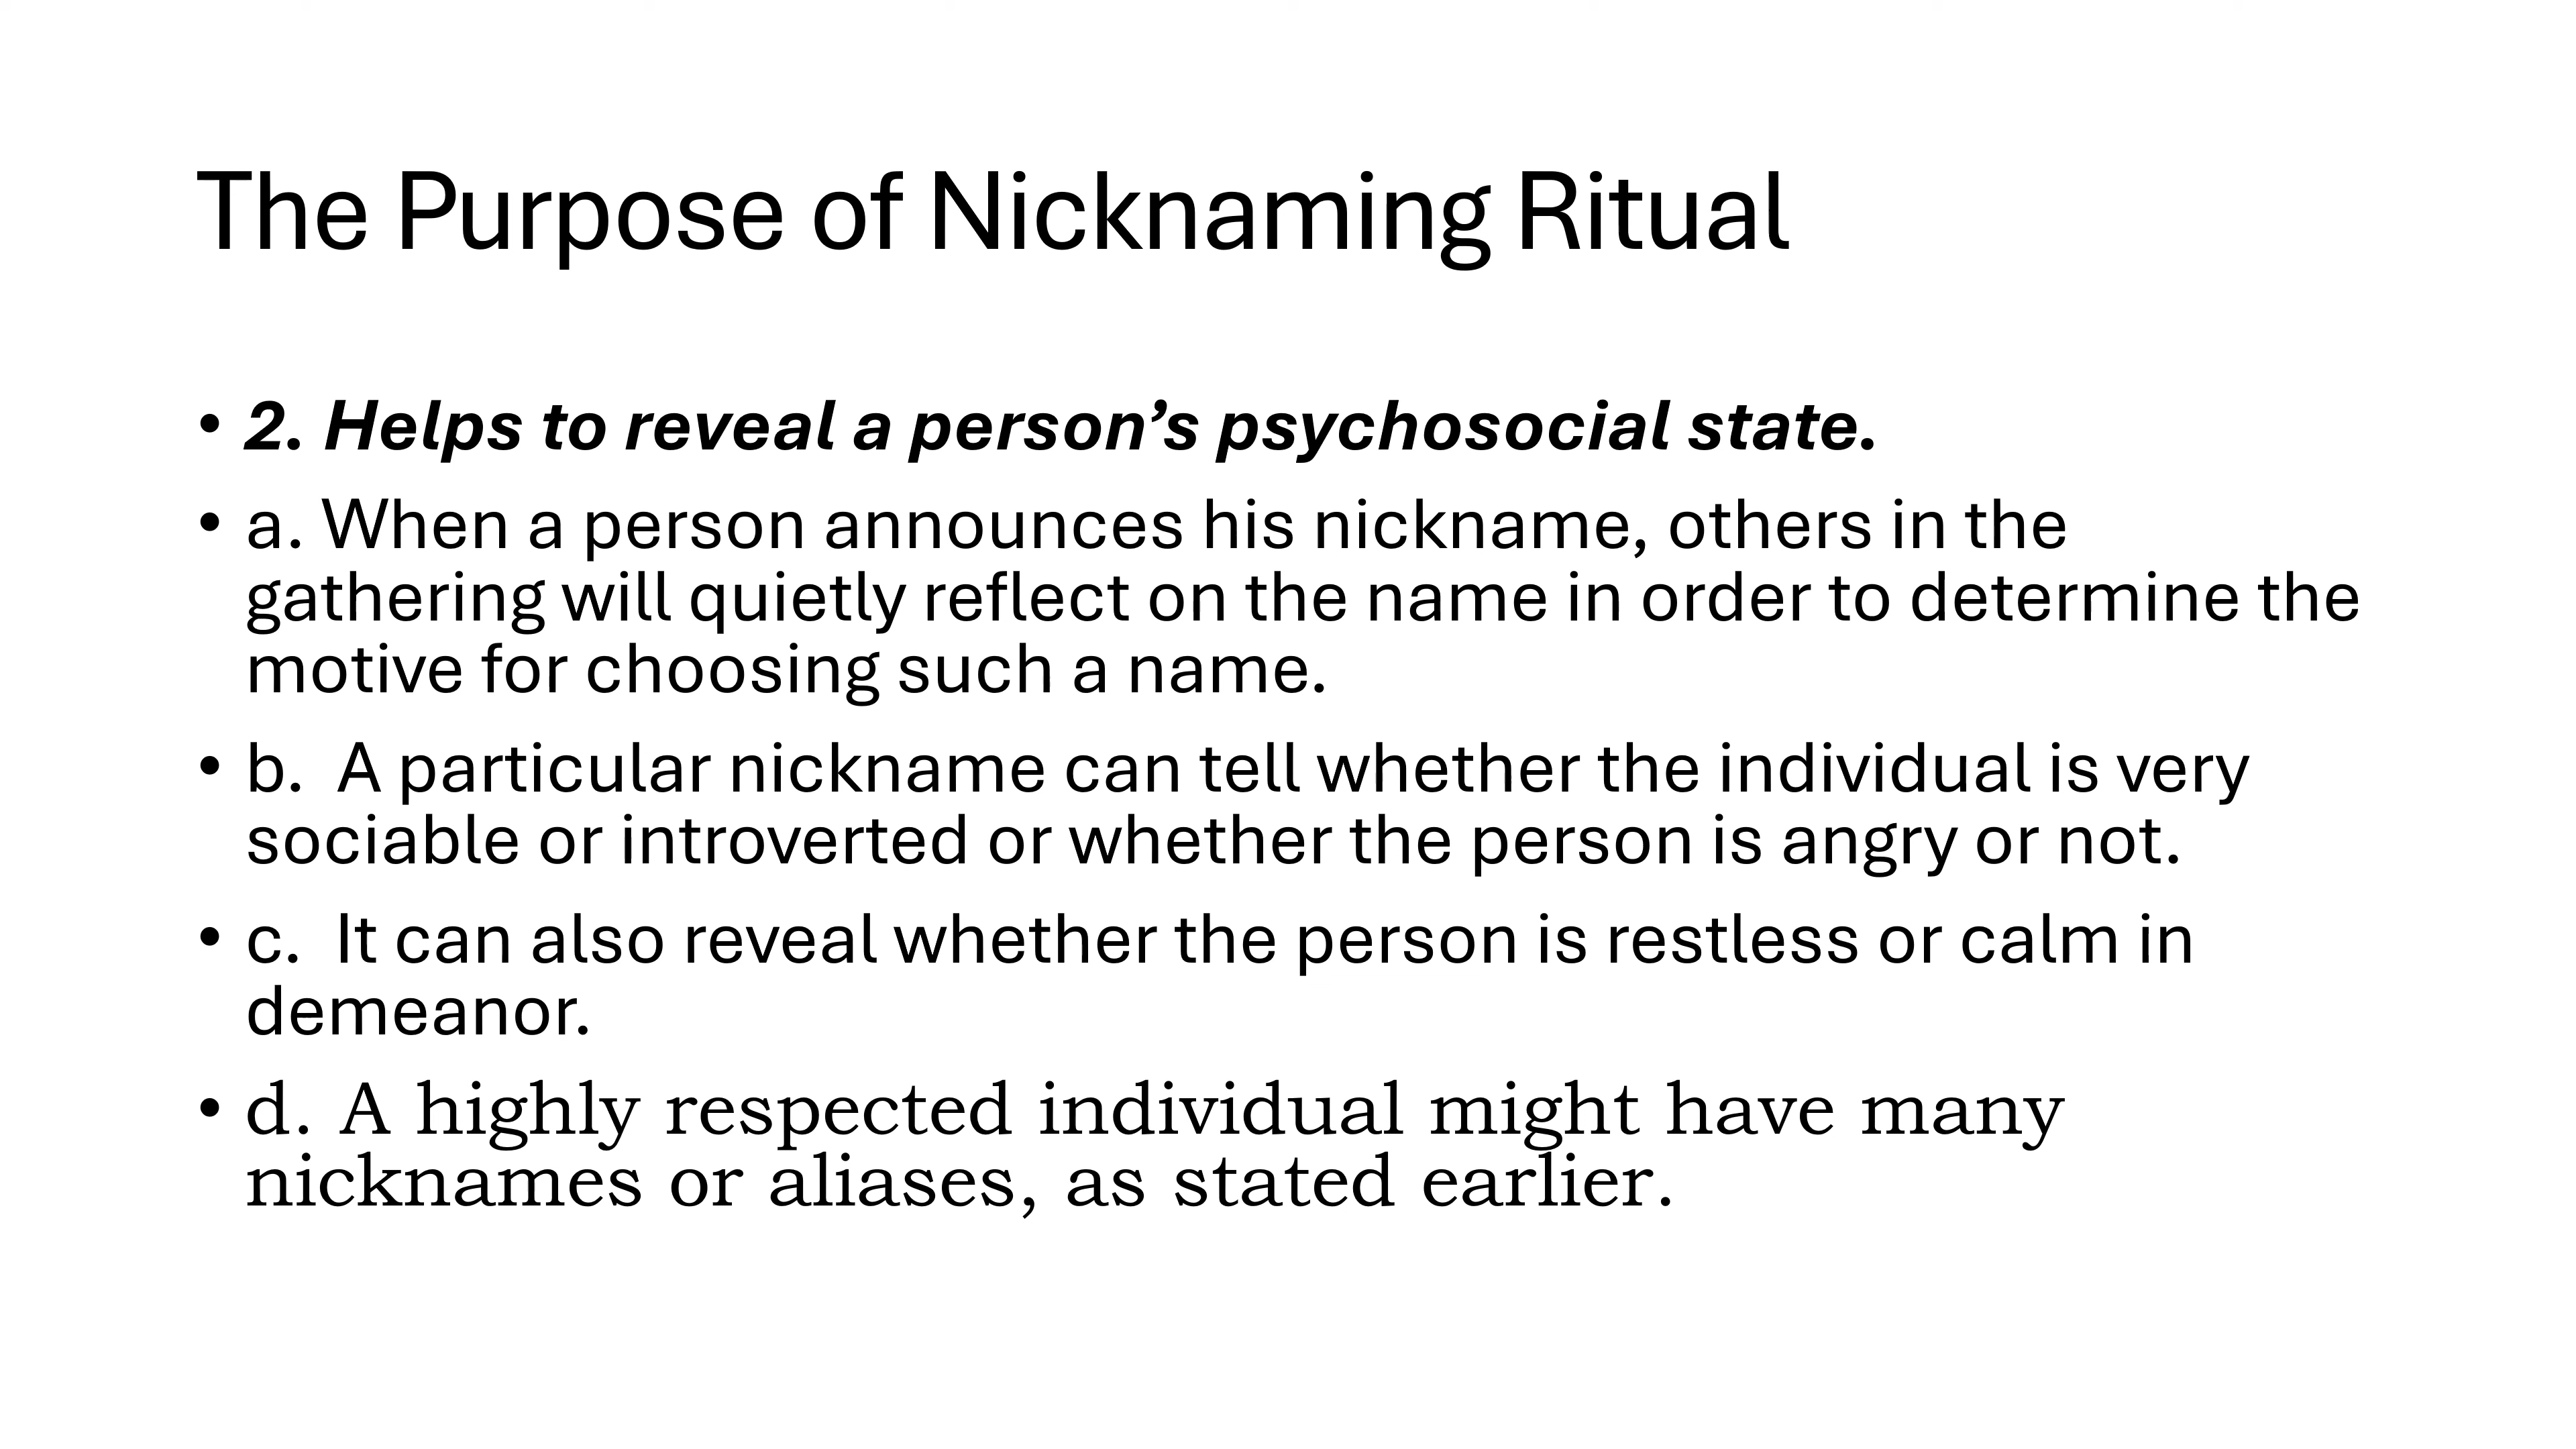 The Purpose of Nicknaming Ritual
• 2. Helps to reveal a person’s psychosocial state.
• a. When a person announces his nickname, others in the
gathering will quietly reflect on the name in order to determine the
motive for choosing such a name.
• b.  A particular nickname can tell whether the individual is very
sociable or introverted or whether the person is angry or not.
• c.  It can also reveal whether the person is restless or calm in
demeanor.
• d. A highly respected individual might have many
nicknames or aliases, as stated earlier.